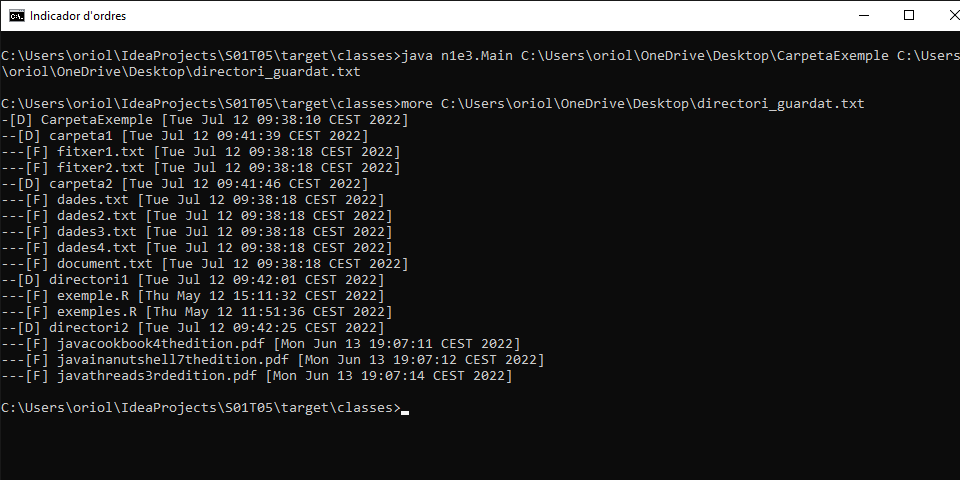 C:\. Indicador d'ordres
C:\Users\oriol\IdeaProjects\S01T05\target\classes>java n1e3.Main C:\Users\oriol\OneDrive\Desktop\CarpetaExemple C:\Users
\oriol\OneDrive\Desktop\directori_guardat.txt
C:\Users\oriol\IdeaProjects\S01T05\target\classes>more C:\Users\oriol\OneDrive\Desktop\directori_guardat.txt
-[D] CarpetaExemple [Tue Jul 12 09:38:10 CEST 2022]
--[D] carpeta1 [Tue Jul 12 09:41:39 CEST 2022]
---[F] fitxer1.txt [Tue Jul 12 09:38:18 CEST 2022]
---[F] fitxer2.txt [Tue Jul 12 09:38:18 CEST 2022]
--[D] carpeta2 [Tue Jul 12 09:41:46 CEST 2022]
---[F] dades.txt [Tue Jul 12 09:38:18 CEST 2022]
---[F] dades2.txt [Tue Jul 12 09:38:18 CEST 2022]
---[F] dades3.txt [Tue Jul 12 09:38:18 CEST 2022]
---[F] dades4.txt [Tue Jul 12 09:38:18 CEST 2022]
---[F] document.txt [Tue Jul 12 09:38:18 CEST 2022]
--[D] directori1 [Tue Jul 12 09:42:01 CEST 2022]
---[F] exemple.R [Thu May 12 15:11:32 CEST 2022]
---[F] exemples.R [Thu May 12 11:51:36 CEST 2022]
--[D] directori2 [Tue Jul 12 09:42:25 CEST 2022]
---[F] javacookbook4thedition.pdf [Mon Jun 13 19:07:11 CEST 2022]
---[F] javainanutshell7thedition.pdf [Mon Jun 13 19:07:12 CEST 2022]
---[F] javathreads3rdedition.pdf [Mon Jun 13 19:07:14 CEST 2022]
C:\Users\oriol\IdeaProjects\S01T05\target\classes>